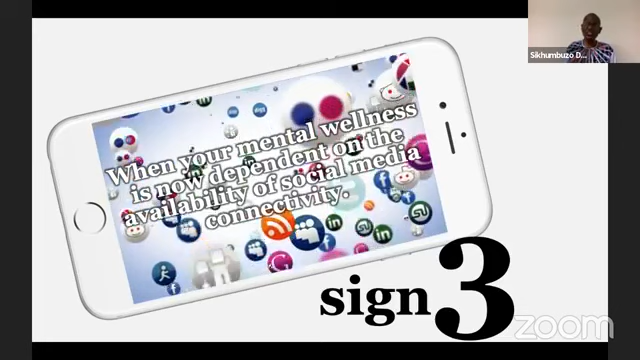 Sikhumbuzo D...
When your mental wellness
is now dependent on the
availability of social media
connectivity.
sign 3
zoom